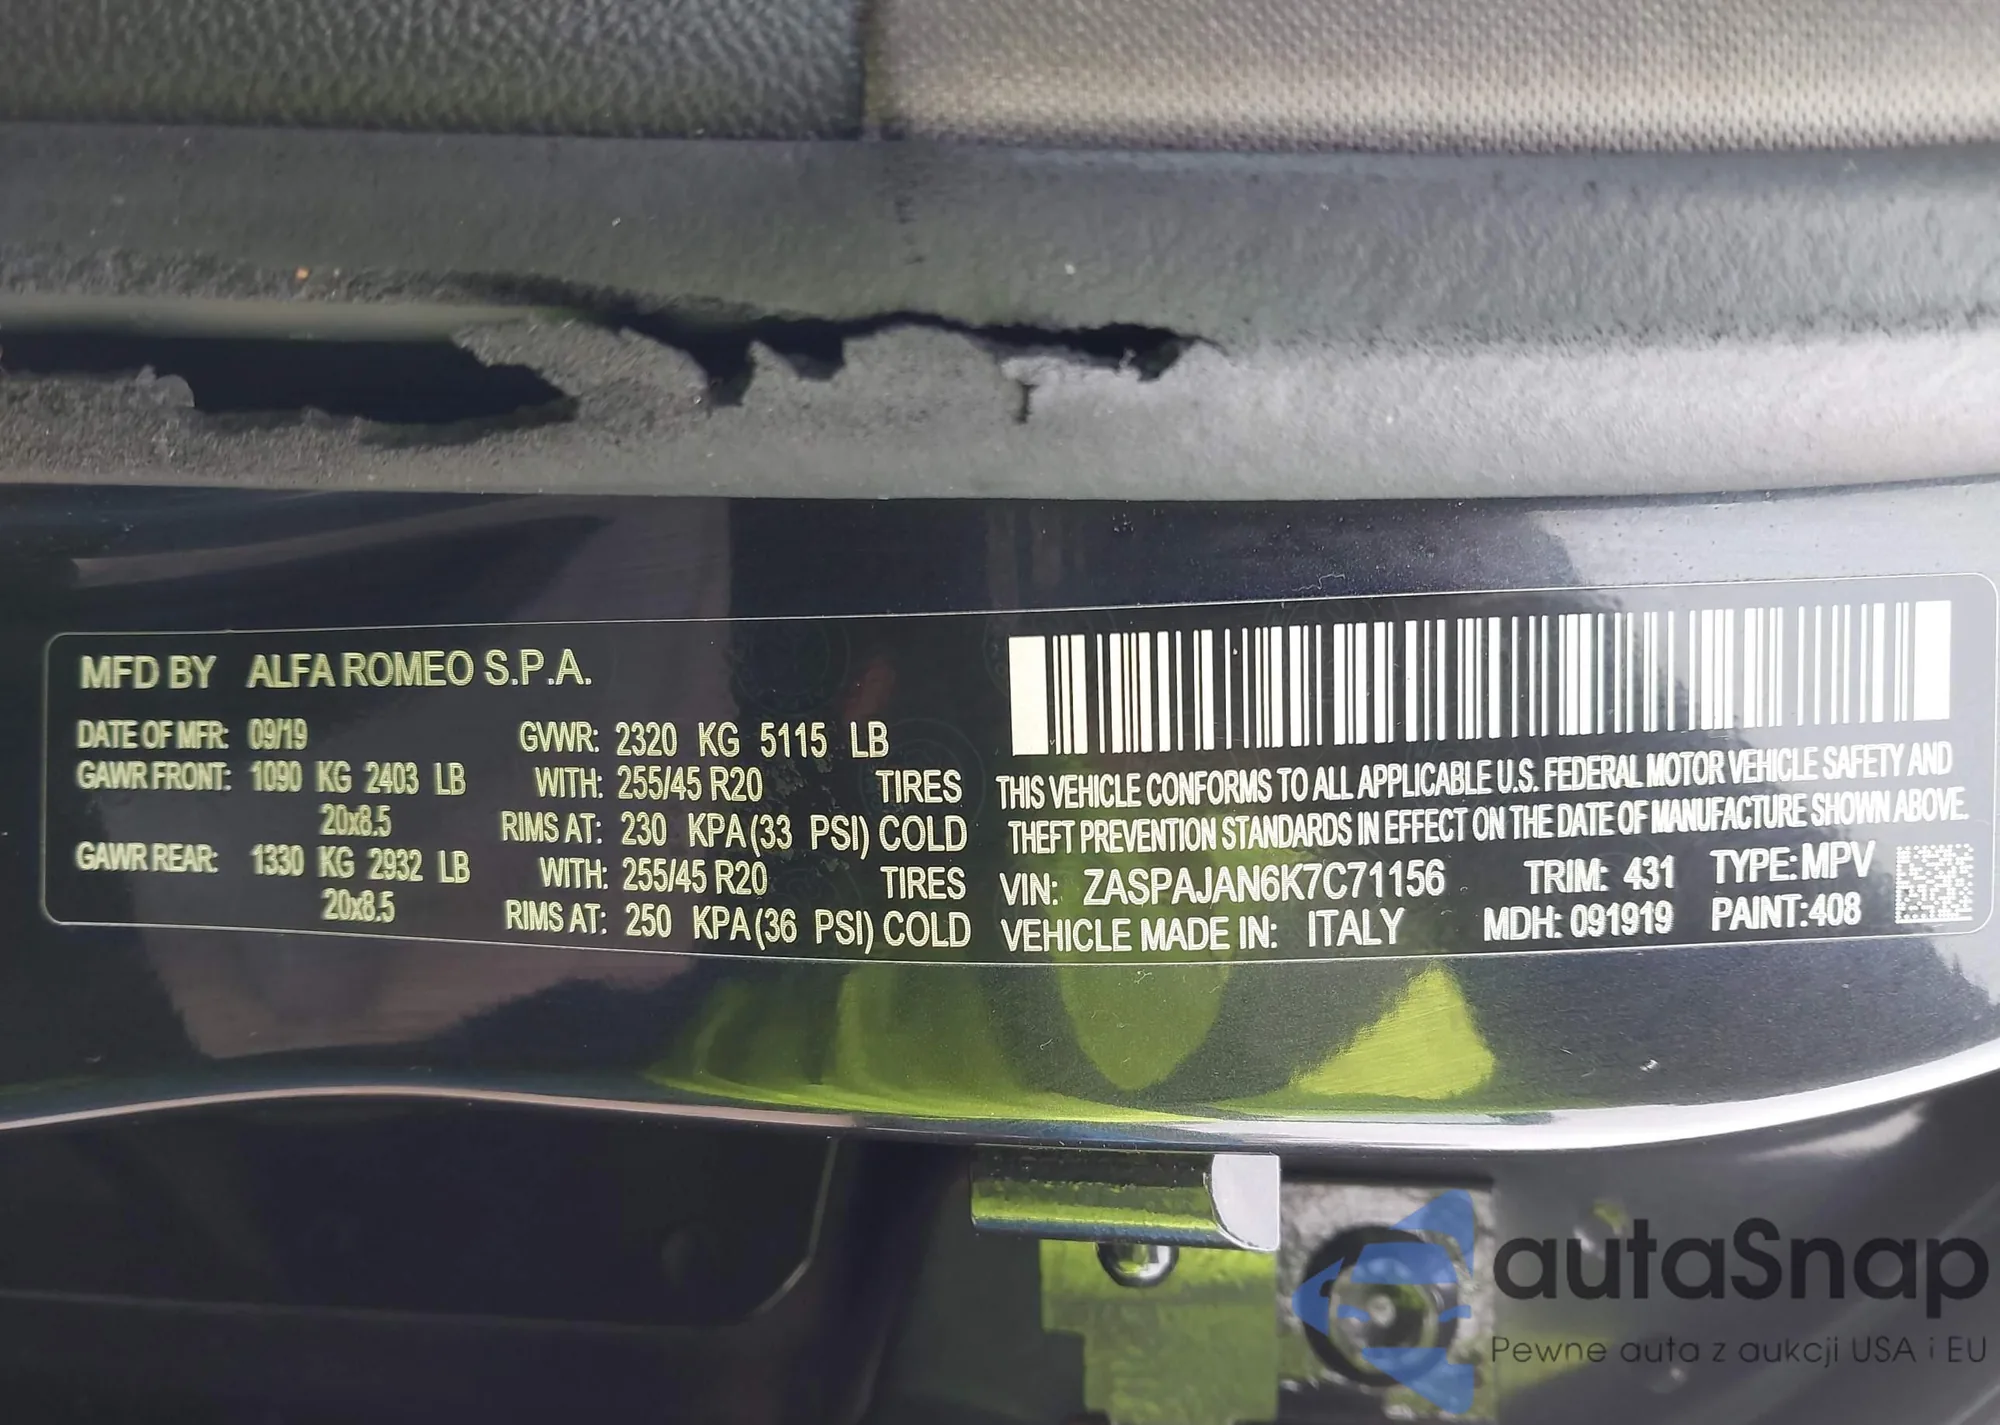 MFD BY ALFA ROMEO S.P.A.
DATE OF MFR: 09/19 GVWR: 2320 KG 5115 LB
GAWR FRONT: 1090 KG 2403 LB WITH: 255/45 R20 TIRES
20x8.5 RIMS AT: 230 KPA(33 PSI) COLD
GAWR REAR: 1330 KG 2932 LB WITH: 255/45 R20 TIRES
20x8.5 RIMS AT: 250 KPA(36 PSI) COLD
THIS VEHICLE CONFORMS TO ALL APPLICABLE U.S. FEDERAL MOTOR VEHICLE SAFETY AND
THEFT PREVENTION STANDARDS IN EFFECT ON THE DATE OF MANUFACTURE SHOWN ABOVE.
VIN: ZASPAJAN6K7C71156 TRIM: 431 TYPE: MPV
VEHICLE MADE IN: ITALY MDH: 091919 PAINT: 408
autaSnap
Pewne auta z aukcji USA i EU